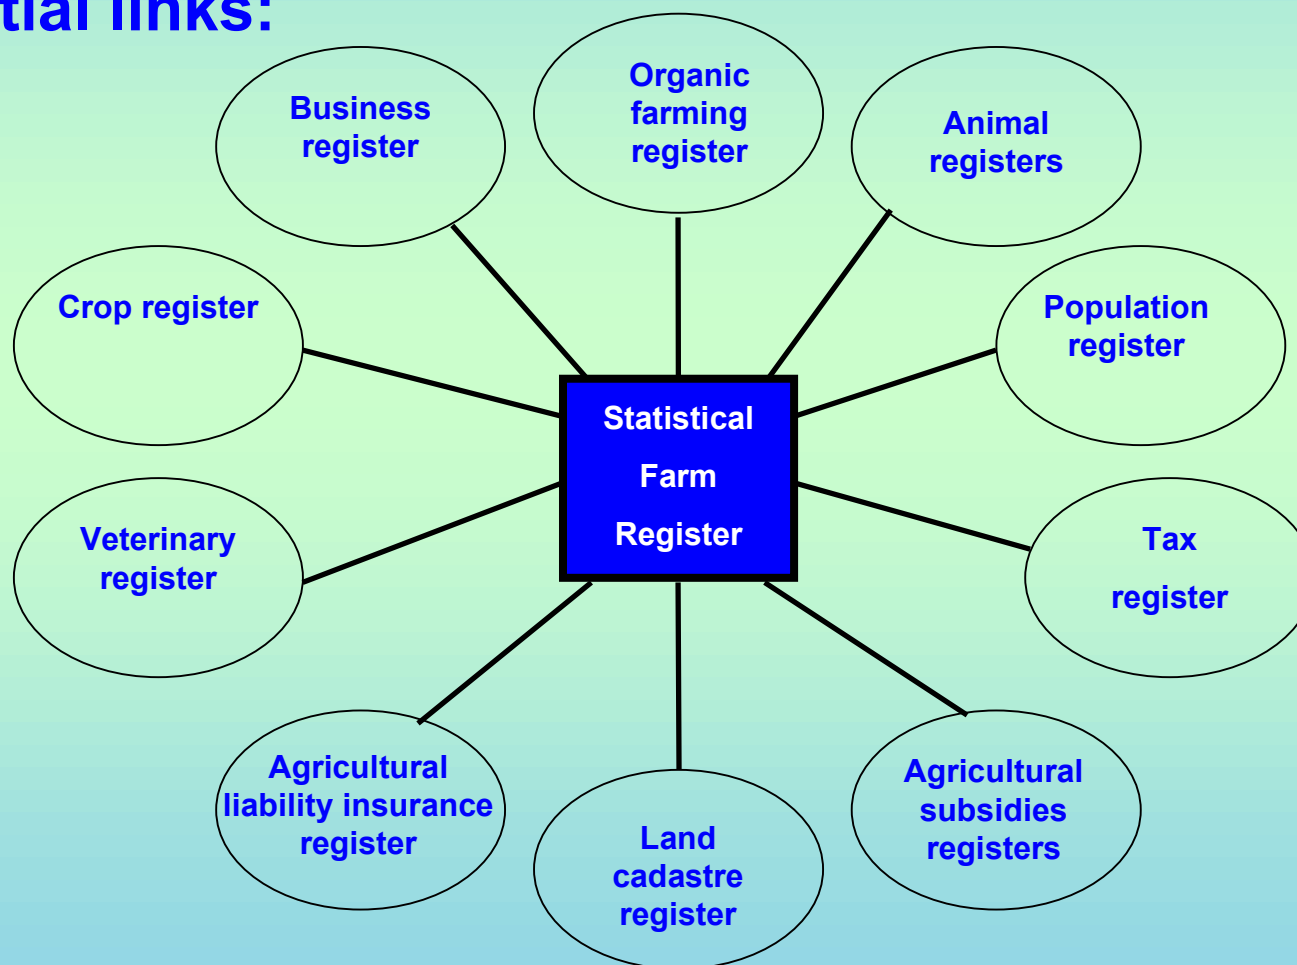 links:
Organic
farming
register
Business
register
Animal
registers
Crop register
Population
register
Statistical
Farm
Register
Veterinary
register
Tax
register
Agricultural
liability insurance
register
Land
cadastre
register
Agricultural
subsidies
registers